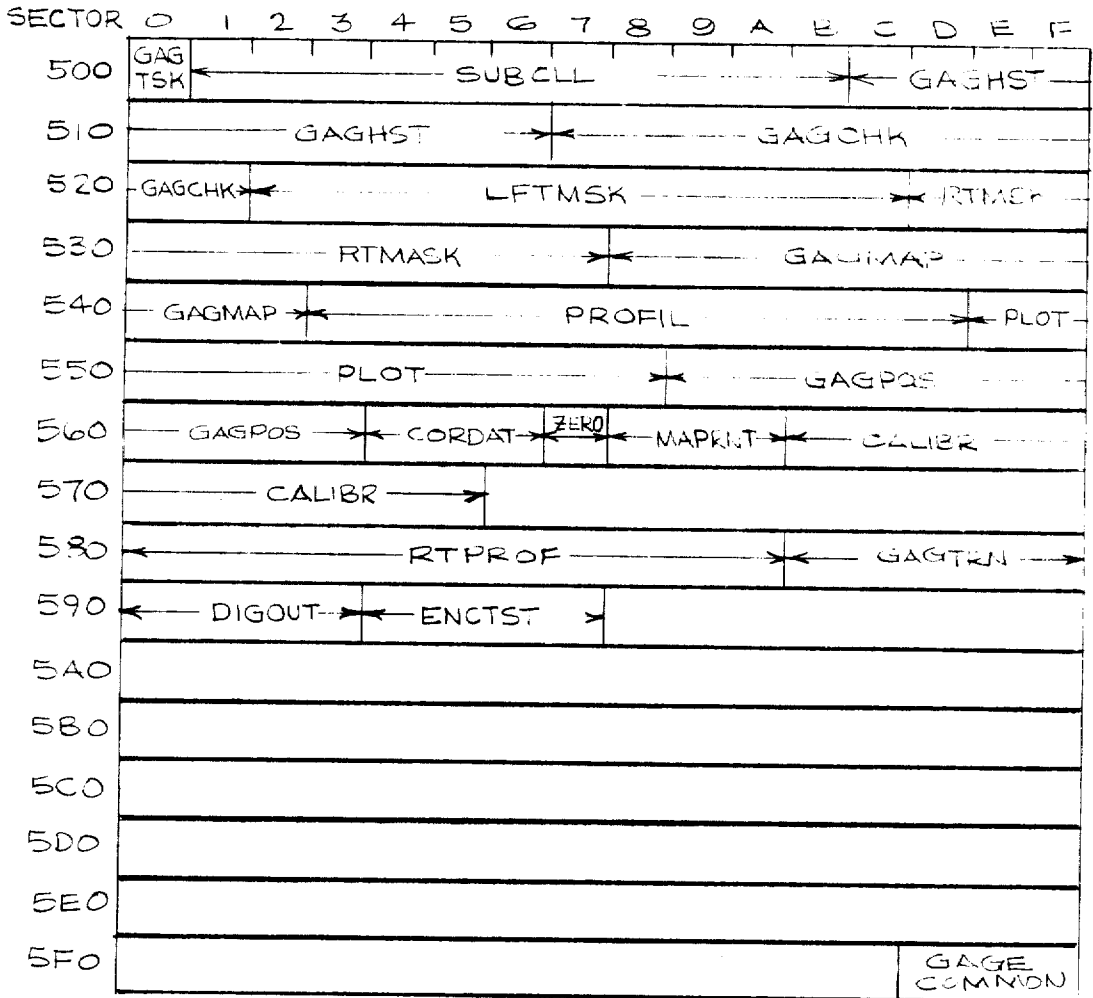 SECTOR 0 1 2 3 4 5 6 7 8 9 A B C D E F
500 GAG TSK SUBCLL GAGHST
510 GAGHST GAGCHK
520 GAGCHK LFTMSK
530 RTMASK GAGMAP
540 GAGMAP PROFIL PLOT
550 PLOT GAGPOS
560 GAGPOS CORDAT ZERO MAPRNT CALIBR
570 CALIBR
580 RTPROF GAGTRN
590 DIGOUT ENCTST
5A0
5B0
5C0
5D0
5E0
5F0 GAGE COMMON